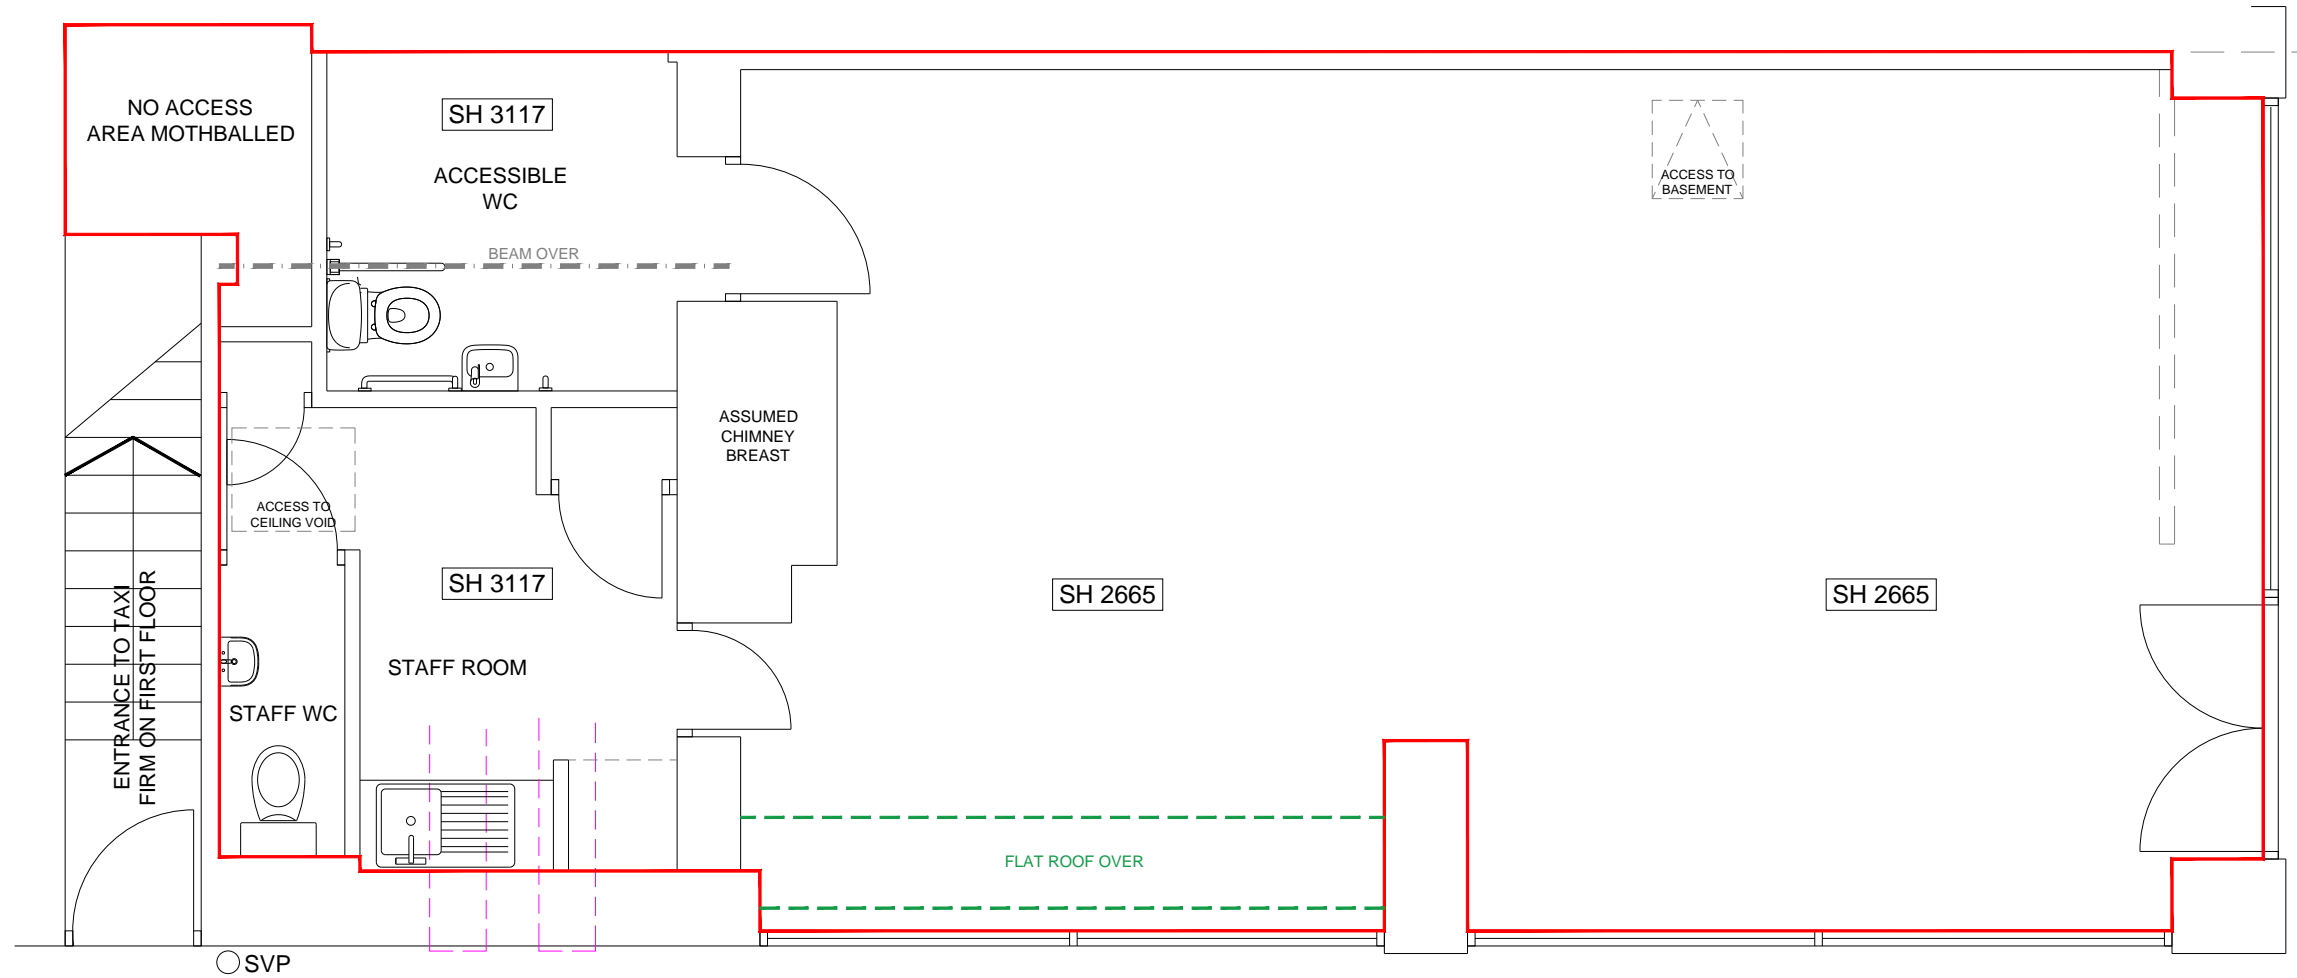 NO ACCESS
AREA MOTHBALLED
SH 3117
ACCESSIBLE
WC
BEAM OVER
ACCESS TO
BASEMENT
ASSUMED
CHIMNEY
BREAST
ACCESS TO
CEILING VOID
SH 3117
SH 2665
SH 2665
ENTRANCE TO TAXI
FIRM ON FIRST FLOOR
STAFF ROOM
STAFF WC
FLAT ROOF OVER
SVP